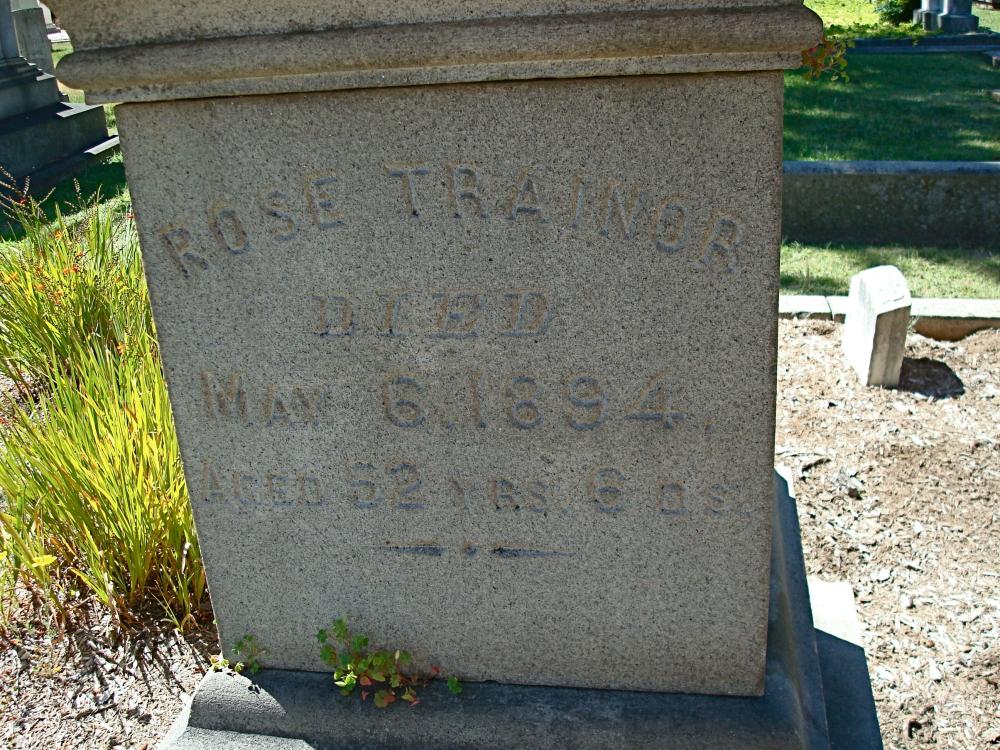 ROSE TRAINOR
DIED
MAY 6, 1894,
AGED 52 YRS. 6 DS.